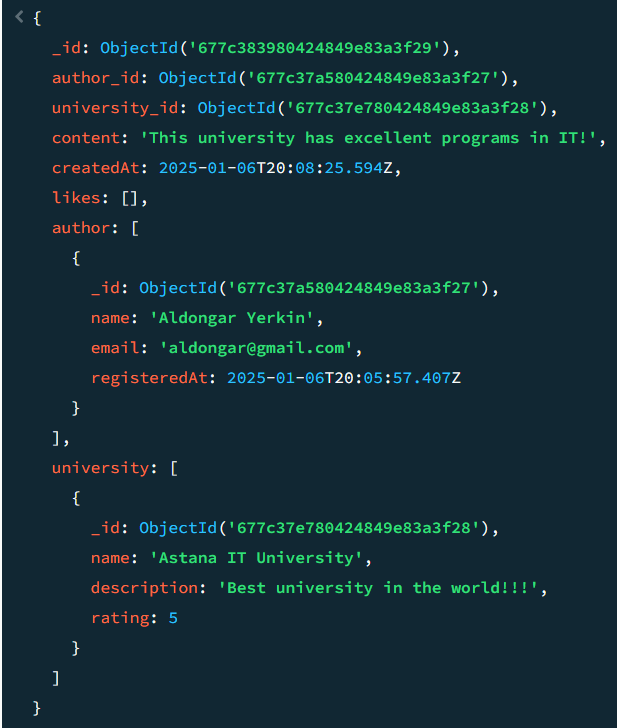 {
_id: ObjectId('677c383980424849e83a3f29'),
author_id: ObjectId('677c37a580424849e83a3f27'),
university_id: ObjectId('677c37e780424849e83a3f28'),
content: 'This university has excellent programs in IT!',
createdAt: 2025-01-06T20:08:25.594Z,
likes: [],
author: [
{
_id: ObjectId('677c37a580424849e83a3f27'),
name: 'Aldongar Yerkin',
email: 'aldongar@gmail.com',
registeredAt: 2025-01-06T20:05:57.407Z
}
],
university: [
{
_id: ObjectId('677c37e780424849e83a3f28'),
name: 'Astana IT University',
description: 'Best university in the world!!!',
rating: 5
}
]
}